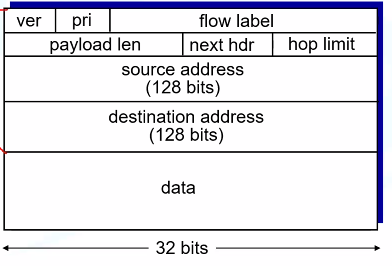 ver pri flow label
payload len next hdr hop limit
source address
(128 bits)
destination address
(128 bits)
data
32 bits